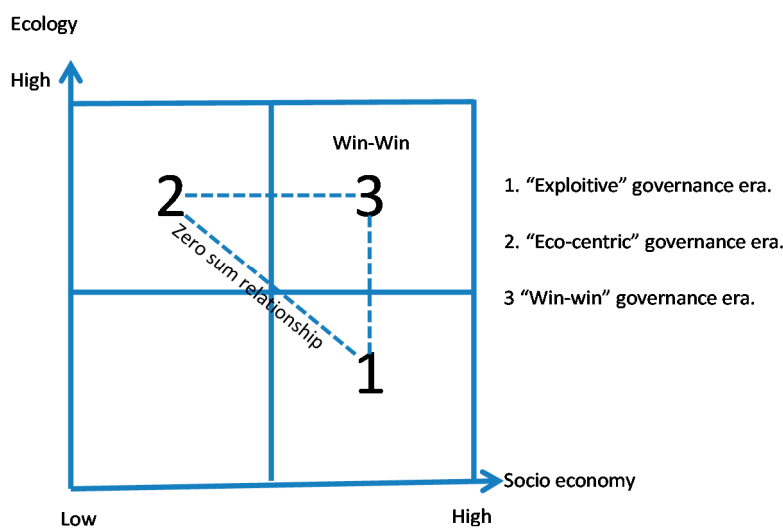 Ecology
High
Win-Win
2
3
Zero sum relationship
1
1. “Exploitive” governance era.
2. “Eco-centric” governance era.
3 “Win-win” governance era.
Socio economy
Low
High